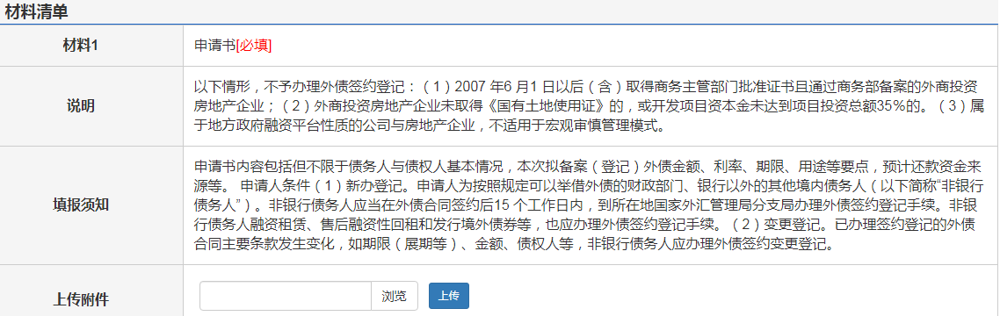 材料清单
材料1
申请书[必填]
说明
以下情形，不予办理外债签约登记：（1）2007 年6 月1 日以后（含）取得商务主管部门批准证书且通过商务部备案的外商投资
房地产企业；（2）外商投资房地产企业未取得《国有土地使用证》的，或开发项目资本金未达到项目投资总额35%的。（3）属
于地方政府融资平台性质的公司与房地产企业，不适用于宏观审慎管理模式。
填报须知
申请书内容包括但不限于债务人与债权人基本情况，本次拟备案（登记）外债金额、利率、期限、用途等要点，预计还款资金来
源等。 申请人条件（1）新办登记。申请人为按照规定可以举借外债的财政部门、银行以外的其他境内债务人（以下简称“非银行
债务人”）。非银行债务人应当在外债合同签约后15 个工作日内，到所在地国家外汇管理局分支局办理外债签约登记手续。非银
行债务人融资租赁、售后融资性回租和发行境外债券等，也应办理外债签约登记手续。（2）变更登记。已办理签约登记的外债
合同主要条款发生变化，如期限（展期等）、金额、债权人等，非银行债务人应办理外债签约变更登记。
上传附件
浏览
上传